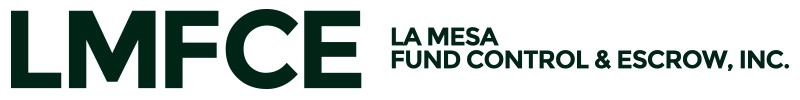 LMFCE
LA MESA
FUND CONTROL & ESCROW, INC.